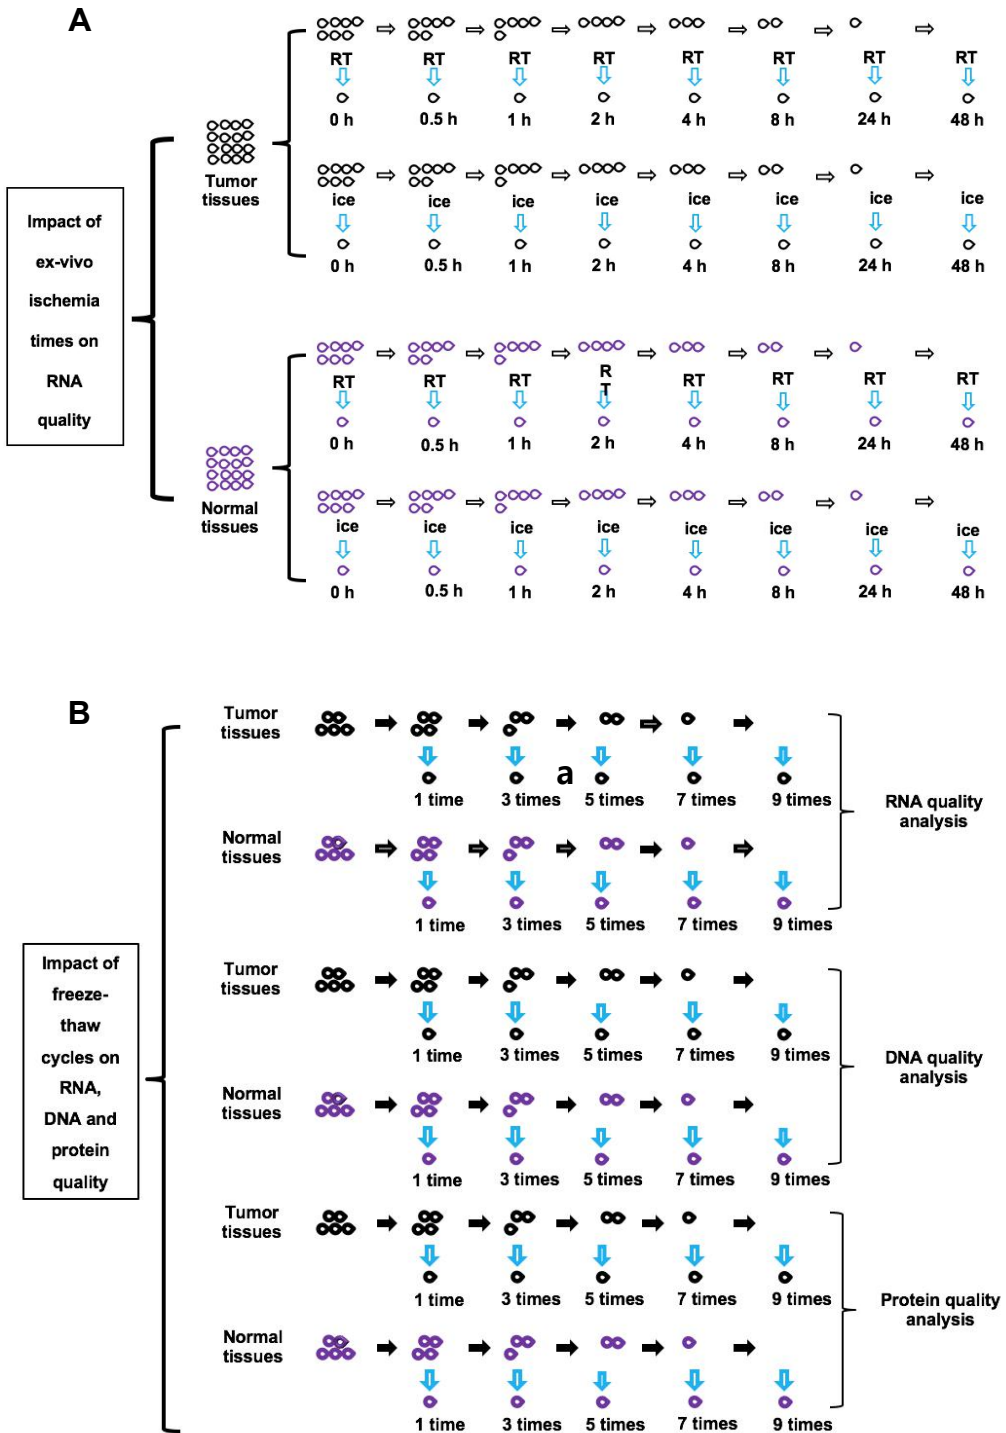 A
RT RT RT RT RT RT RT RT
0 h 0.5 h 1 h 2 h 4 h 8 h 24 h 48 h
Tumor
tissues
ice ice ice ice ice ice ice ice
0 h 0.5 h 1 h 2 h 4 h 8 h 24 h 48 h
Impact of
ex-vivo
ischemia
times on
RNA
quality
RT RT RT R
T RT RT RT RT
0 h 0.5 h 1 h 2 h 4 h 8 h 24 h 48 h
Normal
tissues
ice ice ice ice ice ice ice ice
0 h 0.5 h 1 h 2 h 4 h 8 h 24 h 48 h
B
Tumor
tissues
a
1 time 3 times 5 times 7 times 9 times
RNA quality
analysis
Normal
tissues
1 time 3 times 5 times 7 times 9 times
Impact of
freeze-
thaw
cycles on
RNA,
DNA and
protein
quality
Tumor
tissues
1 time 3 times 5 times 7 times 9 times
DNA quality
analysis
Normal
tissues
1 time 3 times 5 times 7 times 9 times
Tumor
tissues
1 time 3 times 5 times 7 times 9 times
Protein quality
analysis
Normal
tissues
1 time 3 times 5 times 7 times 9 times